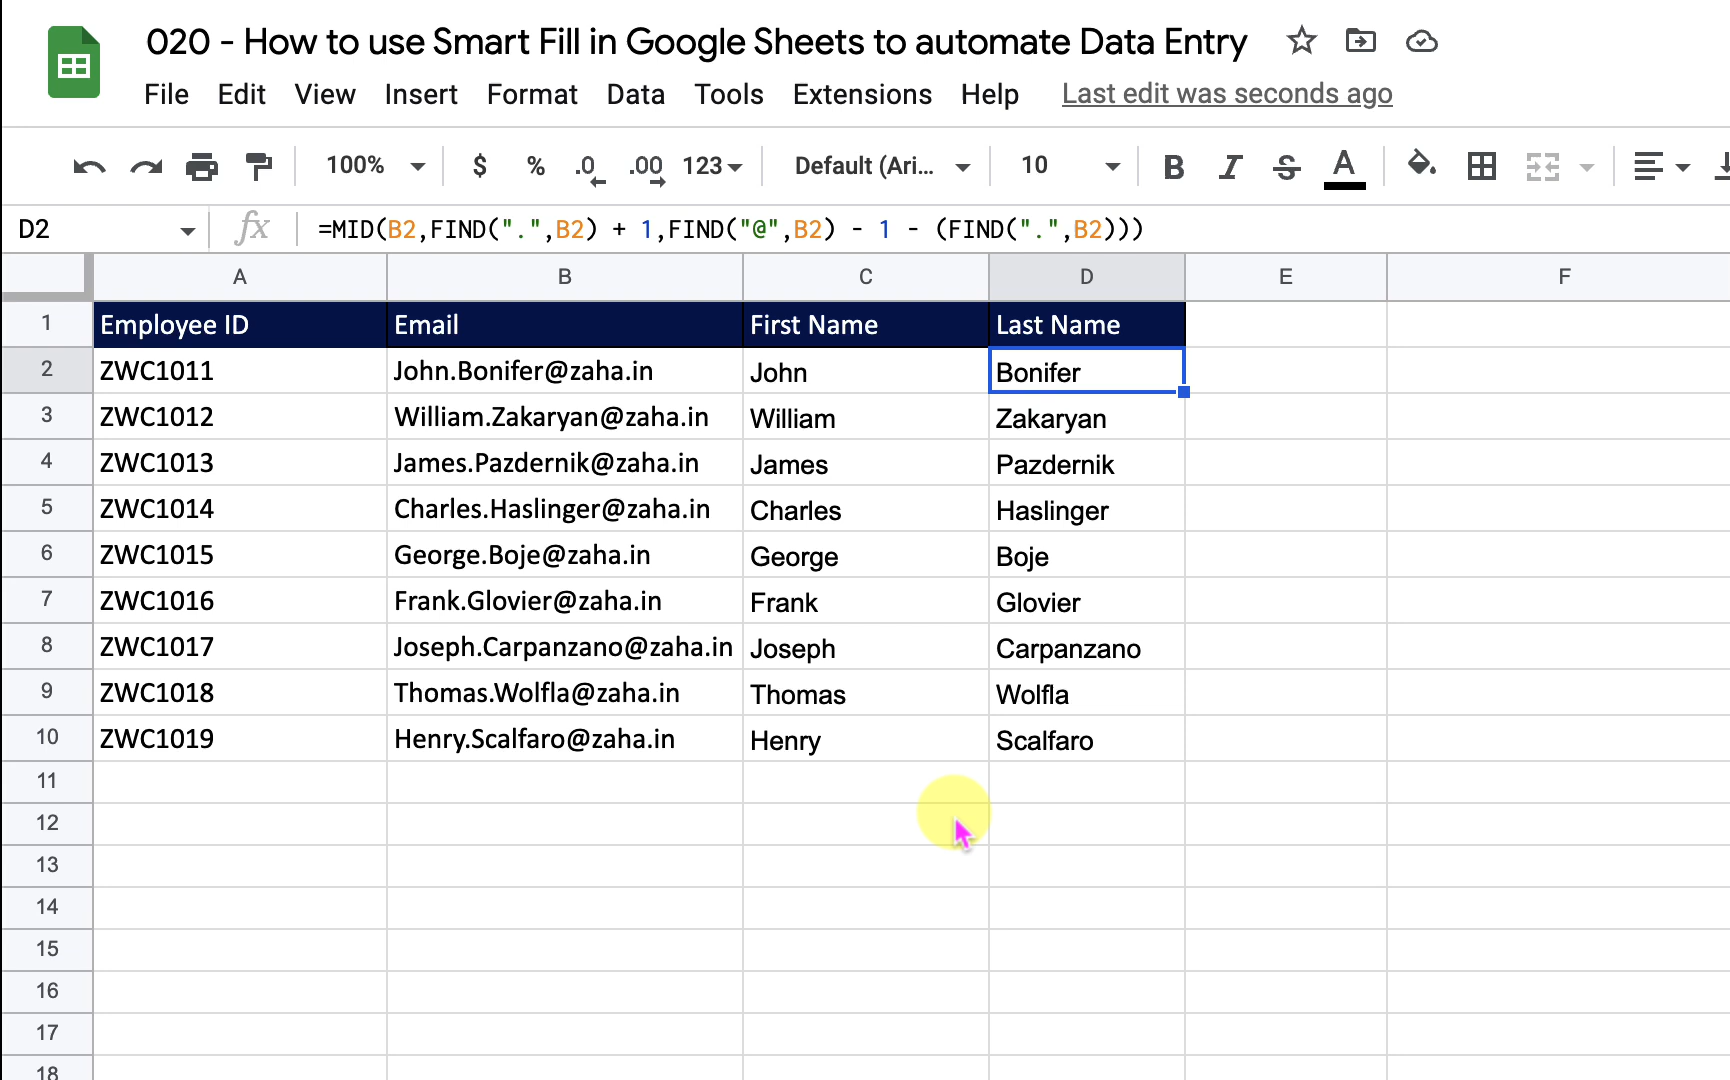 020 - How to use Smart Fill in Google Sheets to automate Data Entry
File Edit View Insert Format Data Tools Extensions Help Last edit was seconds ago
100% $ % .0 .00 123 Default (Ari... 10 B I S A
D2 fx =MID(B2,FIND(".",B2) + 1,FIND("@",B2) - 1 - (FIND(".",B2)))
A B C D E F
1 Employee ID Email First Name Last Name
2 ZWC1011 John.Bonifer@zaha.in John Bonifer
3 ZWC1012 William.Zakaryan@zaha.in William Zakaryan
4 ZWC1013 James.Pazdernik@zaha.in James Pazdernik
5 ZWC1014 Charles.Haslinger@zaha.in Charles Haslinger
6 ZWC1015 George.Boje@zaha.in George Boje
7 ZWC1016 Frank.Glovier@zaha.in Frank Glovier
8 ZWC1017 Joseph.Carpanzano@zaha.in Joseph Carpanzano
9 ZWC1018 Thomas.Wolfla@zaha.in Thomas Wolfla
10 ZWC1019 Henry.Scalfaro@zaha.in Henry Scalfaro
11
12
13
14
15
16
17
18